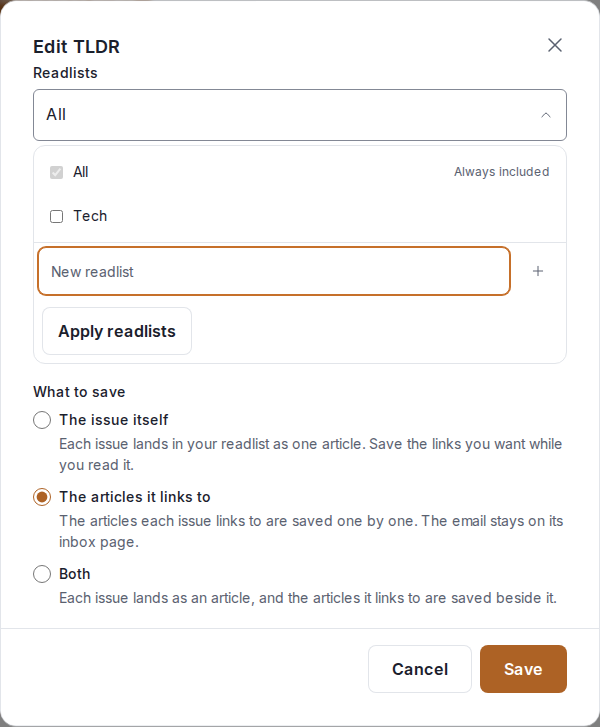 Edit TLDR
Readlists
All
All
Always included
Tech
New readlist
Apply readlists
What to save
The issue itself
Each issue lands in your readlist as one article. Save the links you want while
you read it.
The articles it links to
The articles each issue links to are saved one by one. The email stays on its
inbox page.
Both
Each issue lands as an article, and the articles it links to are saved beside it.
Cancel
Save